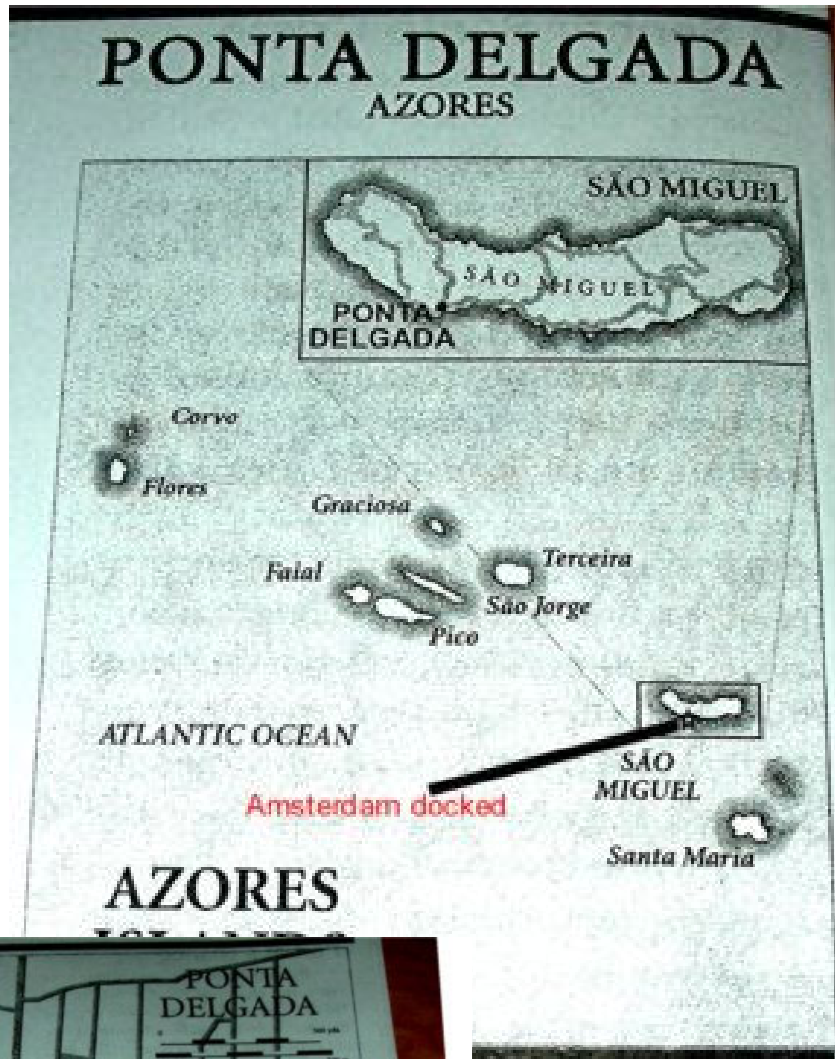 PONTA DELGADA
AZORES
SÃO MIGUEL
SÃO MIGUEL
PONTA
DELGADA
Corvo
Flores
Graciosa
Terceira
Faial
São Jorge
Pico
ATLANTIC OCEAN
SÃO
MIGUEL
Amsterdam docked
Santa Maria
AZORES
PONTA
DELGADA